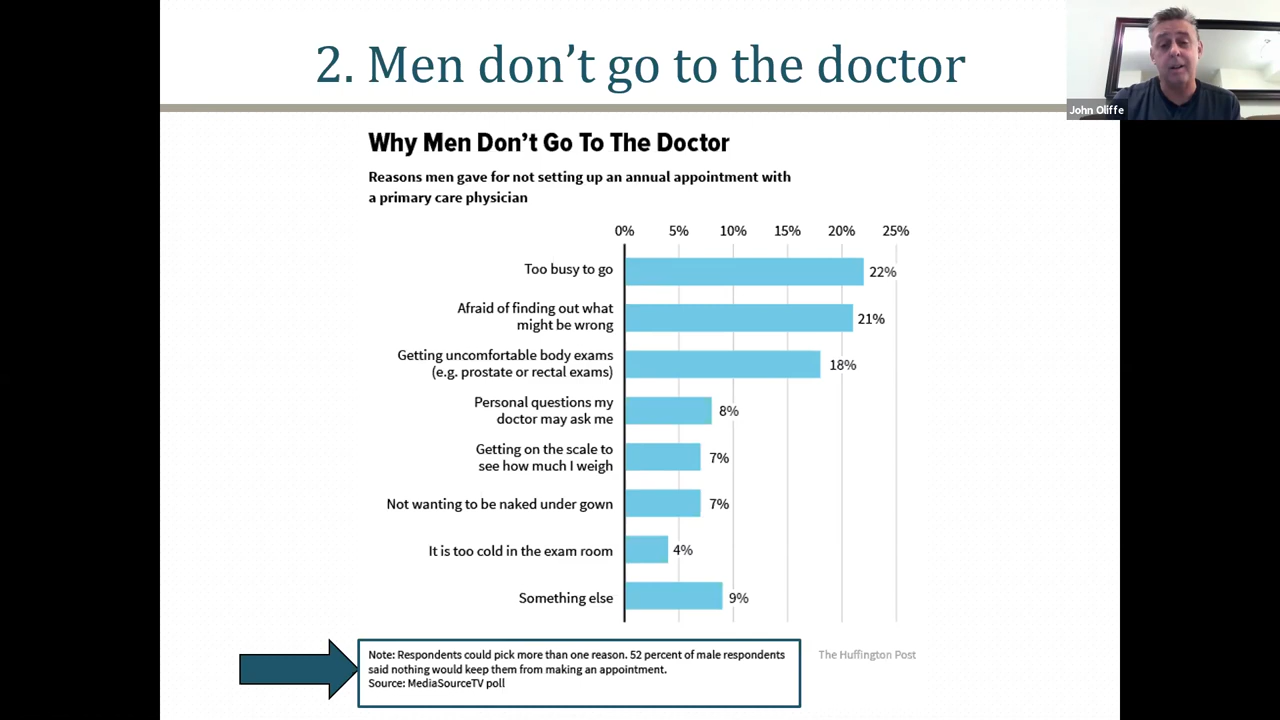 2. Men don't go to the doctor
John Oliffe
Why Men Don't Go To The Doctor
Reasons men gave for not setting up an annual appointment with
a primary care physician
0% 5% 10% 15% 20% 25%
Too busy to go 22%
Afraid of finding out what
might be wrong 21%
Getting uncomfortable body exams
(e.g. prostate or rectal exams) 18%
Personal questions my
doctor may ask me 8%
Getting on the scale to
see how much I weigh 7%
Not wanting to be naked under gown 7%
It is too cold in the exam room 4%
Something else 9%
Note: Respondents could pick more than one reason. 52 percent of male respondents
said nothing would keep them from making an appointment.
Source: MediaSourceTV poll
The Huffington Post